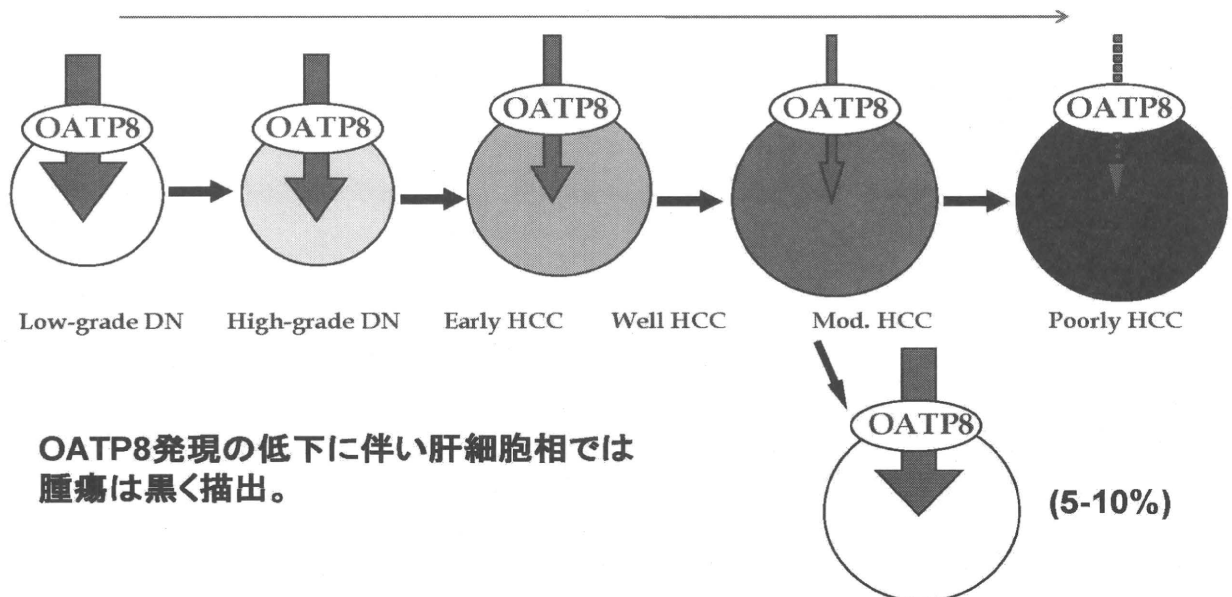 OATP8
OATP8
OATP8
OATP8
OATP8
Low-grade DN
High-grade DN
Early HCC
Well HCC
Mod. HCC
Poorly HCC
OATP8
OATP8発現の低下に伴い肝細胞相では
腫瘍は黒く描出。
(5-10%)